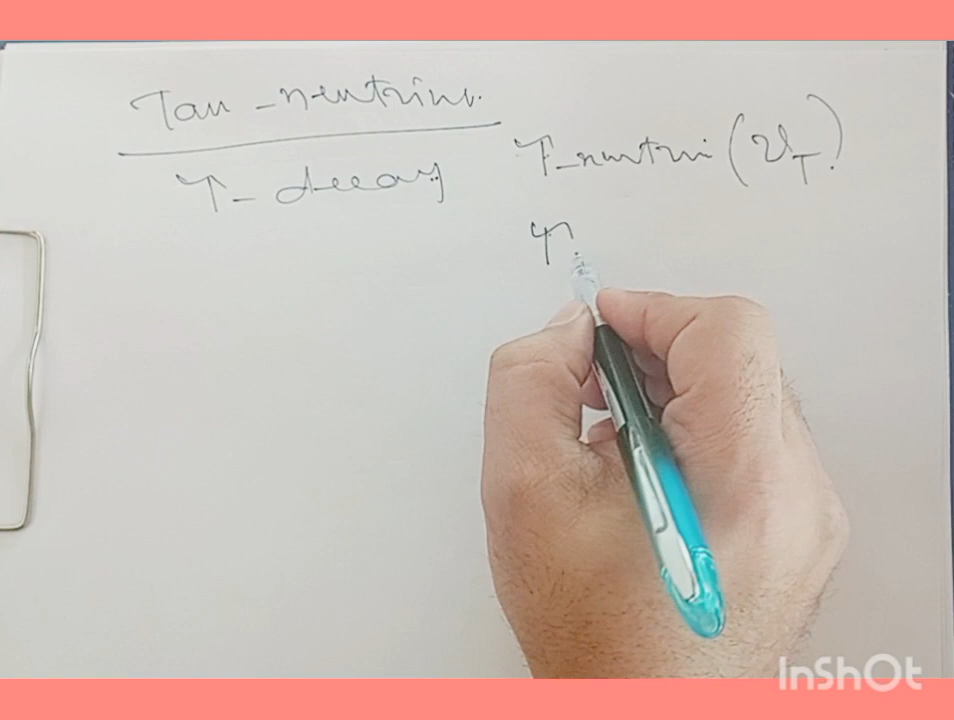 Tau - neutrino.
τ - decay
τ - neutrino (ντ)
τ
InShOt